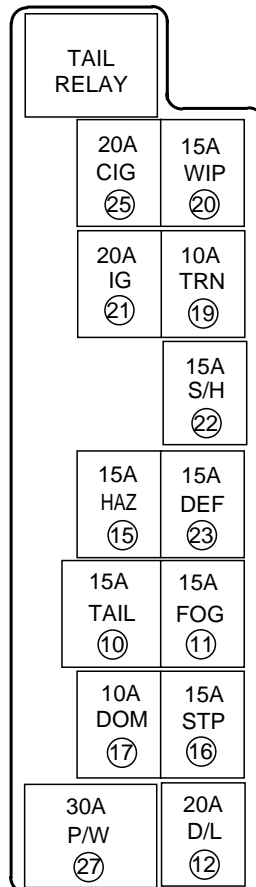 TAIL
RELAY
20A
CIG
25
15A
WIP
20
20A
IG
21
10A
TRN
19
15A
S/H
22
15A
HAZ
15
15A
DEF
23
15A
TAIL
10
15A
FOG
11
10A
DOM
17
15A
STP
16
30A
P/W
27
20A
D/L
12